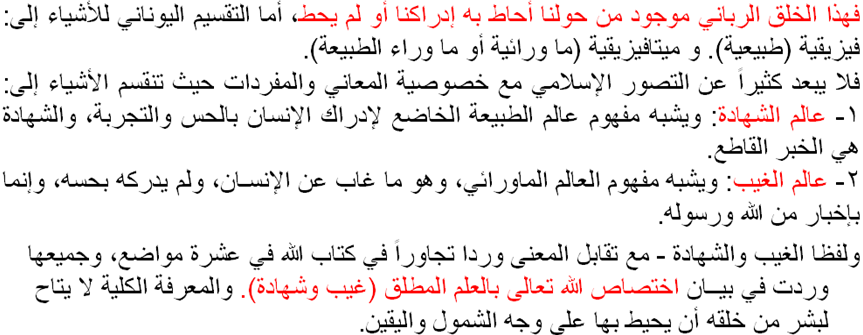 فهذا الخلق الرباني موجود من حولنا أحاط به إدراكنا أو لم يحط، أما التقسيم اليوناني للأشياء إلى:
فيزيقية (طبيعية). و ميتافيزيقية (ما ورائية أو ما وراء الطبيعة).
فلا يبعد كثيراً عن التصور الإسلامي مع خصوصية المعاني والمفردات حيث تنقسم الأشياء إلى:
١- عالم الشهادة: ويشبه مفهوم عالم الطبيعة الخاضع لإدراك الإنسان بالحس والتجربة، والشهادة
هي الخبر القاطع.
٢- عالم الغيب: ويشبه مفهوم العالم الماورائي، وهو ما غاب عن الإنسان، ولم يدركه بحسه، وإنما
بإخبار من الله ورسوله.
ولفظا الغيب والشهادة - مع تقابل المعنى وردا تجاوراً في كتاب الله في عشرة مواضع، وجميعها
وردت في بيان اختصاص الله تعالى بالعلم المطلق (غيب وشهادة). والمعرفة الكلية لا يتاح
لبشر من خلقه أن يحيط بها على وجه الشمول واليقين.